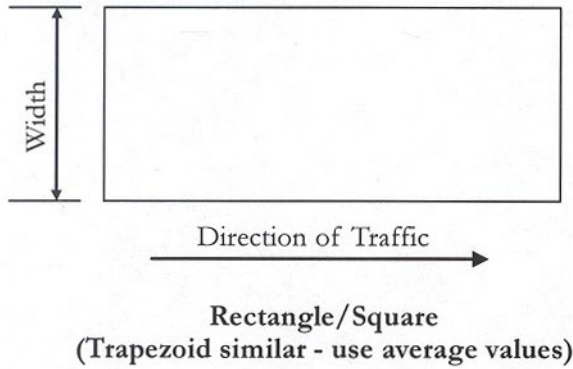 Width
Direction of Traffic
Rectangle/Square
(Trapezoid similar - use average values)